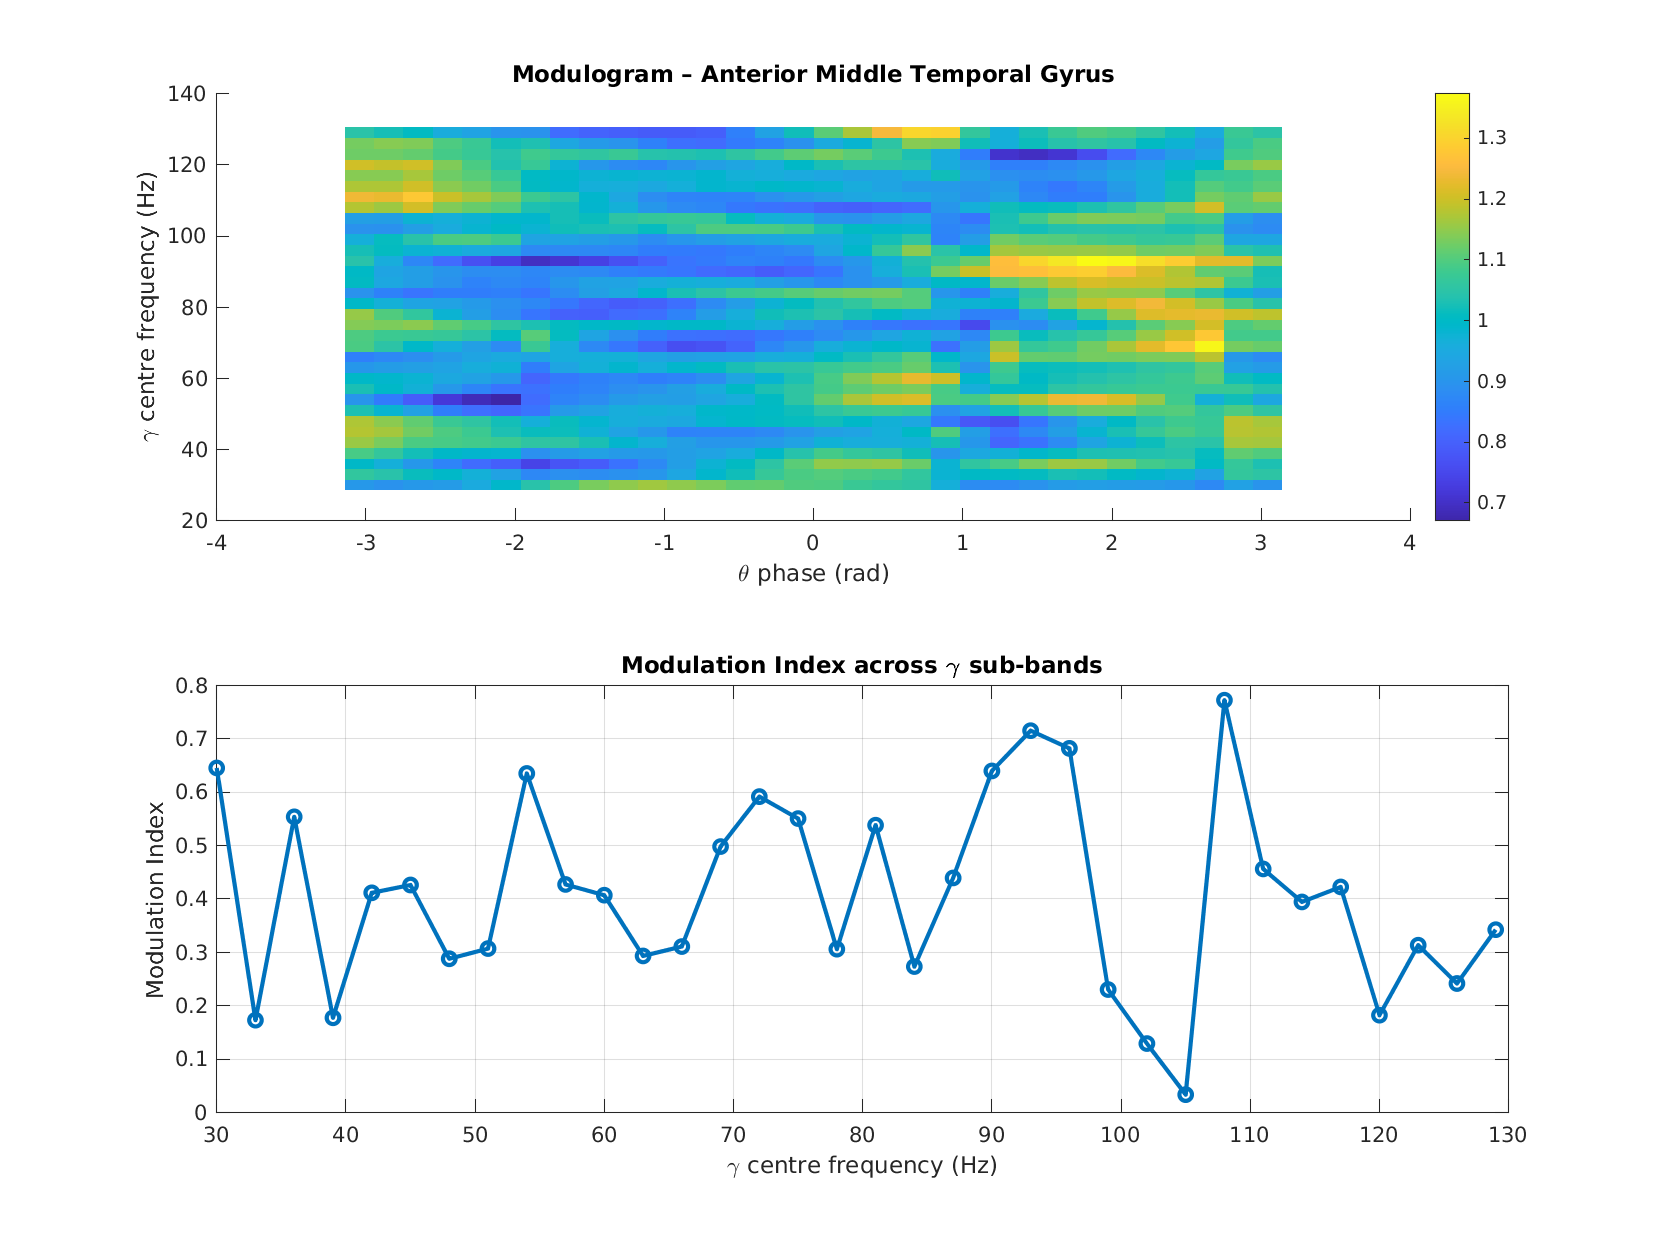 Modulogram – Anterior Middle Temporal Gyrus
140
120
100
80
60
40
20
γ centre frequency (Hz)
-4 -3 -2 -1 0 1 2 3 4
θ phase (rad)
1.3
1.2
1.1
1
0.9
0.8
0.7
Modulation Index across γ sub-bands
0.8
0.7
0.6
0.5
0.4
0.3
0.2
0.1
0
Modulation Index
30 40 50 60 70 80 90 100 110 120 130
γ centre frequency (Hz)